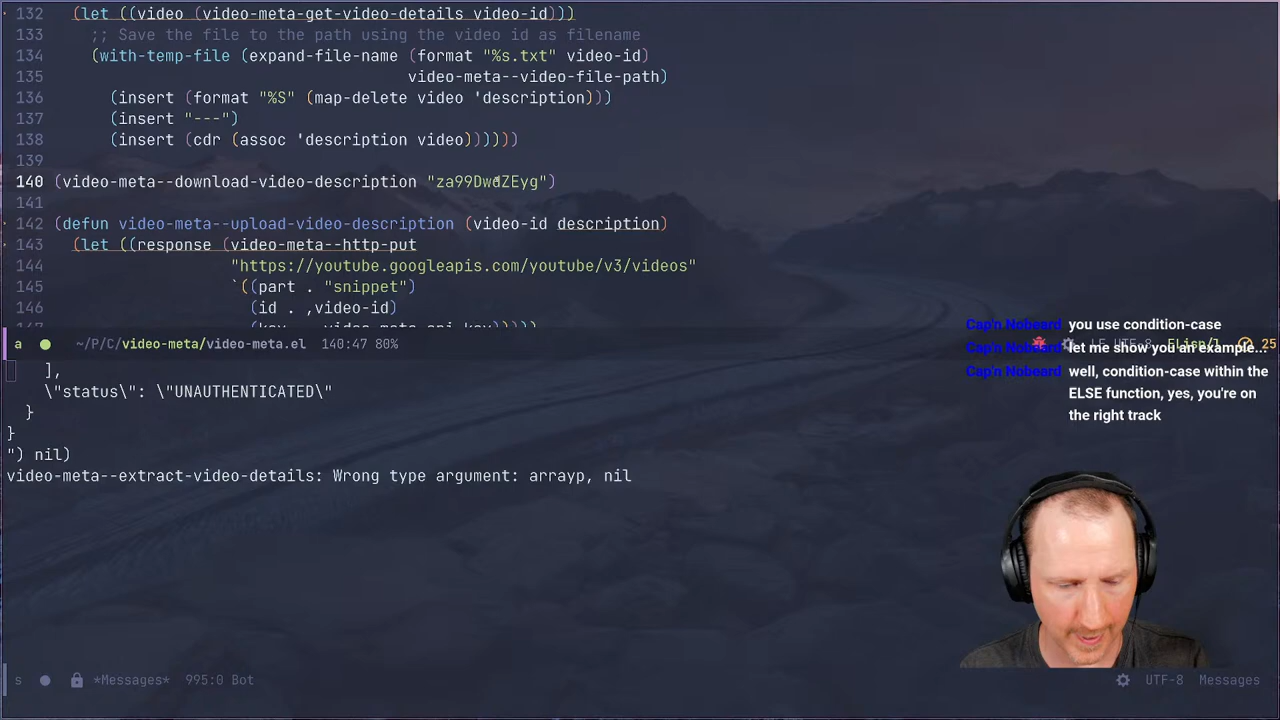 132 (let ((video (video-meta-get-video-details video-id)))
133 ;; Save the file to the path using the video id as filename
134 (with-temp-file (expand-file-name (format "%s.txt" video-id)
135 video-meta--video-file-path)
136 (insert (format "%S" (map-delete video 'description)))
137 (insert "---")
138 (insert (cdr (assoc 'description video))))))
139
140 (video-meta--download-video-description "za99DwdZEyg")
141
142 (defun video-meta--upload-video-description (video-id description)
143 (let ((response (video-meta--http-put
144 "https://youtube.googleapis.com/youtube/v3/videos"
145 `((part . "snippet")
146 (id . ,video-id)
Cap'n Nobeard you use condition-case
a ~/P/C/video-meta/video-meta.el 140:47 80%
Cap'n Nobeard let me show you an example...
25
],
Cap'n Nobeard well, condition-case within the
\"status\": \"UNAUTHENTICATED\"
ELSE function, yes, you're on
}
the right track
}
") nil)
video-meta--extract-video-details: Wrong type argument: arrayp, nil
s *Messages* 995:0 Bot UTF-8 Messages